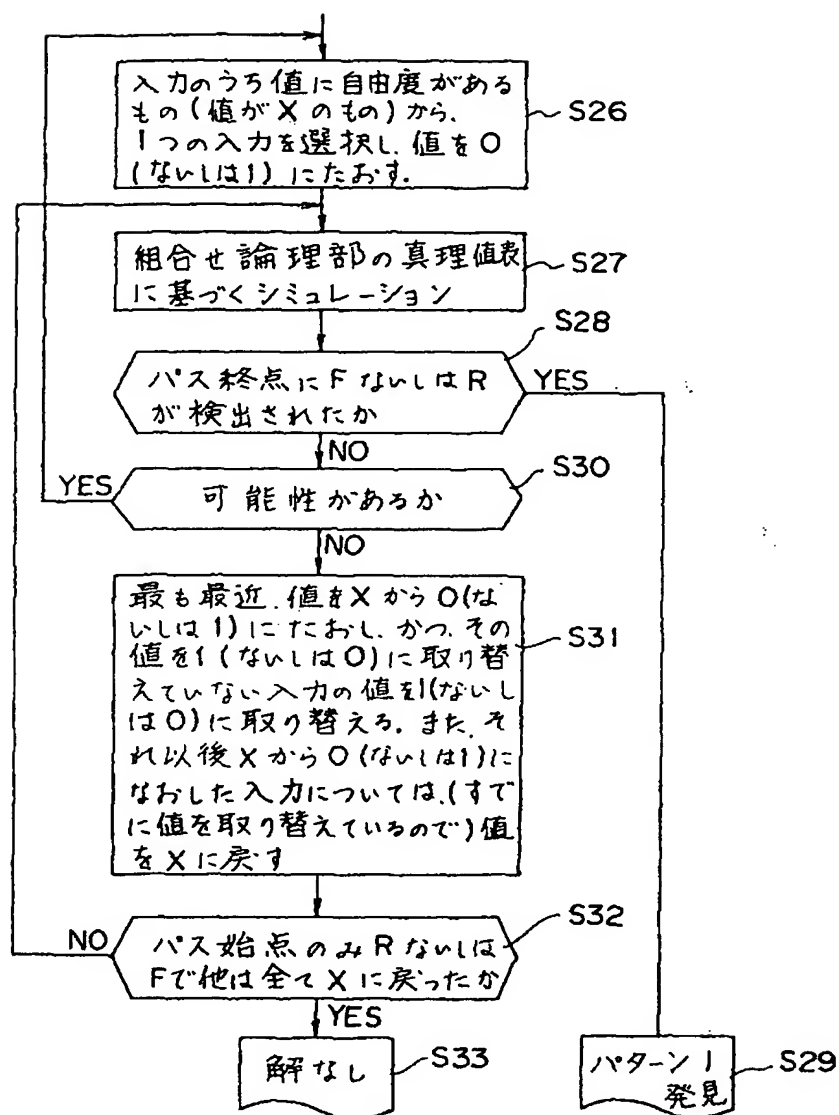 入力のうち値に自由度がある
もの(値がXのもの)から、
1つの入力を選択し、値を0
(ないしは1)にたおす.
S26
組合せ論理部の真理値表
に基づくシミュレーション
S27
S28
パス終点にFないしはR
が検出されたか
YES
NO
S30
YES
可能性があるか
NO
最も最近、値をXから0(な
いしは1)にたおし、かつ、その
値を1(ないしは0)に取り替
えていない入力の値を1(ないし
は0)に取り替える. また、そ
れ以後Xから0(ないしは1)に
なおした入力については、(すで
に値を取り替えているので)値
をXに戻す
S31
S32
NO
パス始点のみRないしは
Fで他は全てXに戻ったか
YES
解なし
S33
パターン1
発見
S29